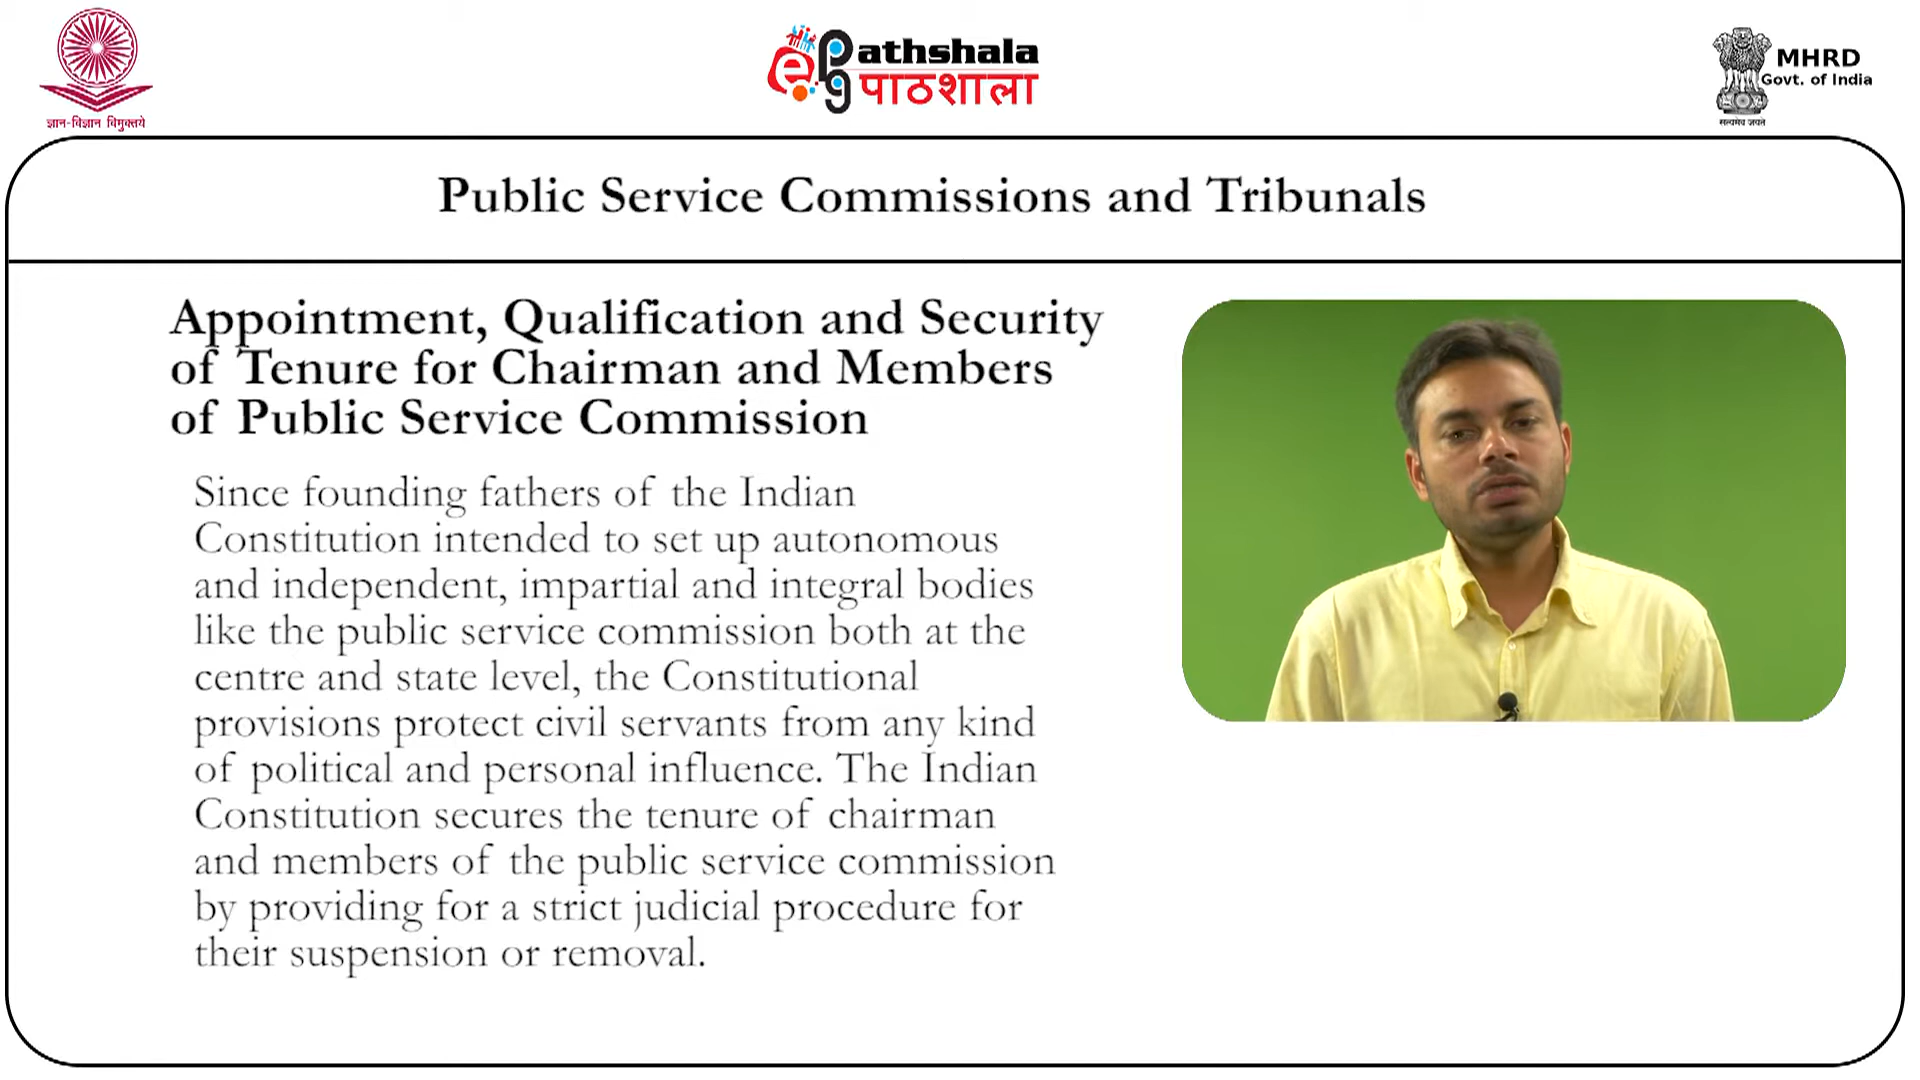 ज्ञान-विज्ञान विमुक्तये
e pg Pathshala
पाठशाला
MHRD
Govt. of India
सत्यमेव जयते
Public Service Commissions and Tribunals
Appointment, Qualification and Security
of Tenure for Chairman and Members
of Public Service Commission
Since founding fathers of the Indian
Constitution intended to set up autonomous
and independent, impartial and integral bodies
like the public service commission both at the
centre and state level, the Constitutional
provisions protect civil servants from any kind
of political and personal influence. The Indian
Constitution secures the tenure of chairman
and members of the public service commission
by providing for a strict judicial procedure for
their suspension or removal.